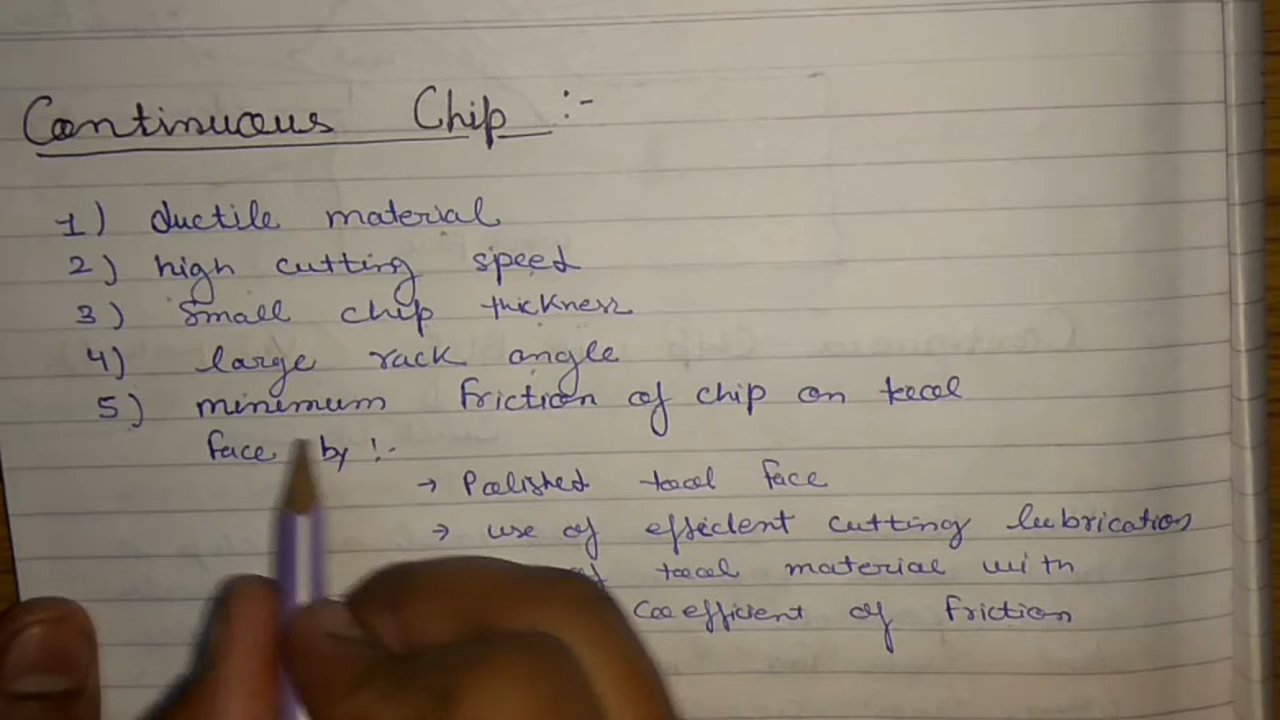 Continuous Chip :-
1) ductile material
2) high cutting speed
3) Small chip thickness
4) large rack angle
5) minimum friction of chip on tool
face by :-
→ Polished tool face
→ use of efficient cutting lubrication
of tool material with
Coefficient of friction